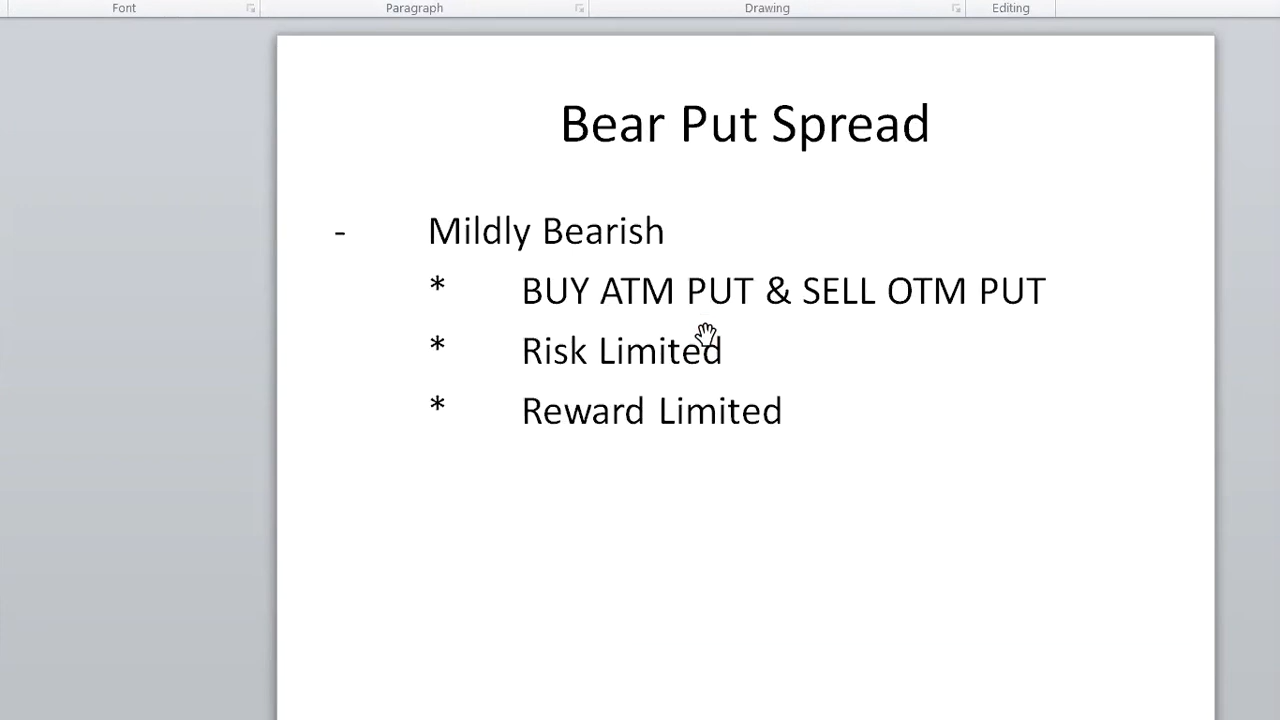 Font Paragraph Drawing Editing
Bear Put Spread
- Mildly Bearish
* BUY ATM PUT & SELL OTM PUT
* Risk Limited
* Reward Limited